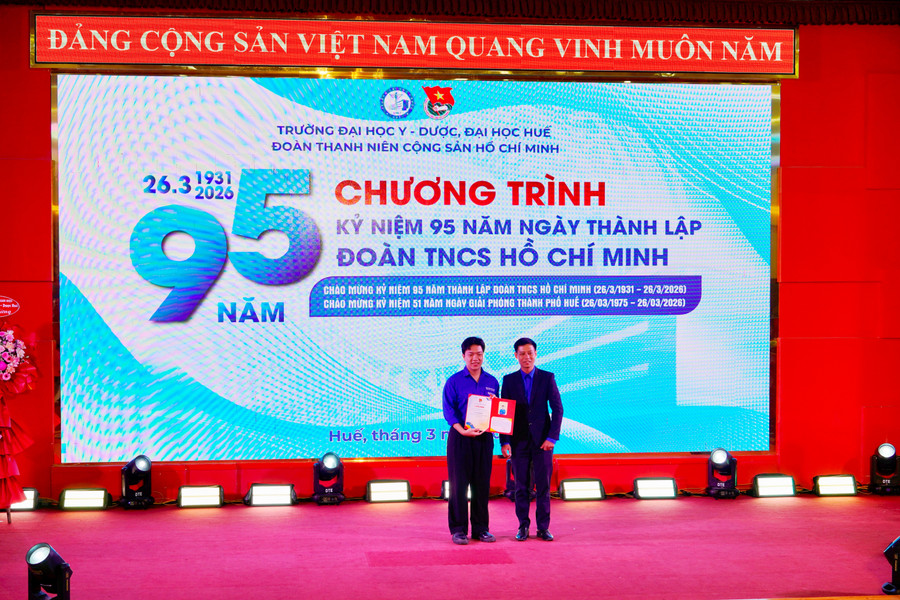 ĐẢNG CỘNG SẢN VIỆT NAM QUANG VINH MUÔN NĂM
TRƯỜNG ĐẠI HỌC Y - DƯỢC, ĐẠI HỌC HUẾ
ĐOÀN THANH NIÊN CỘNG SẢN HỒ CHÍ MINH
26.3 1931
2026
95
NĂM
CHƯƠNG TRÌNH
KỶ NIỆM 95 NĂM NGÀY THÀNH LẬP
ĐOÀN TNCS HỒ CHÍ MINH
CHÀO MỪNG KỶ NIỆM 95 NĂM THÀNH LẬP ĐOÀN TNCS HỒ CHÍ MINH (26/3/1931 - 26/3/2026)
CHÀO MỪNG KỶ NIỆM 51 NĂM NGÀY GIẢI PHÓNG THÀNH PHỐ HUẾ (26/03/1975 - 26/03/2026)
Huế, tháng 3